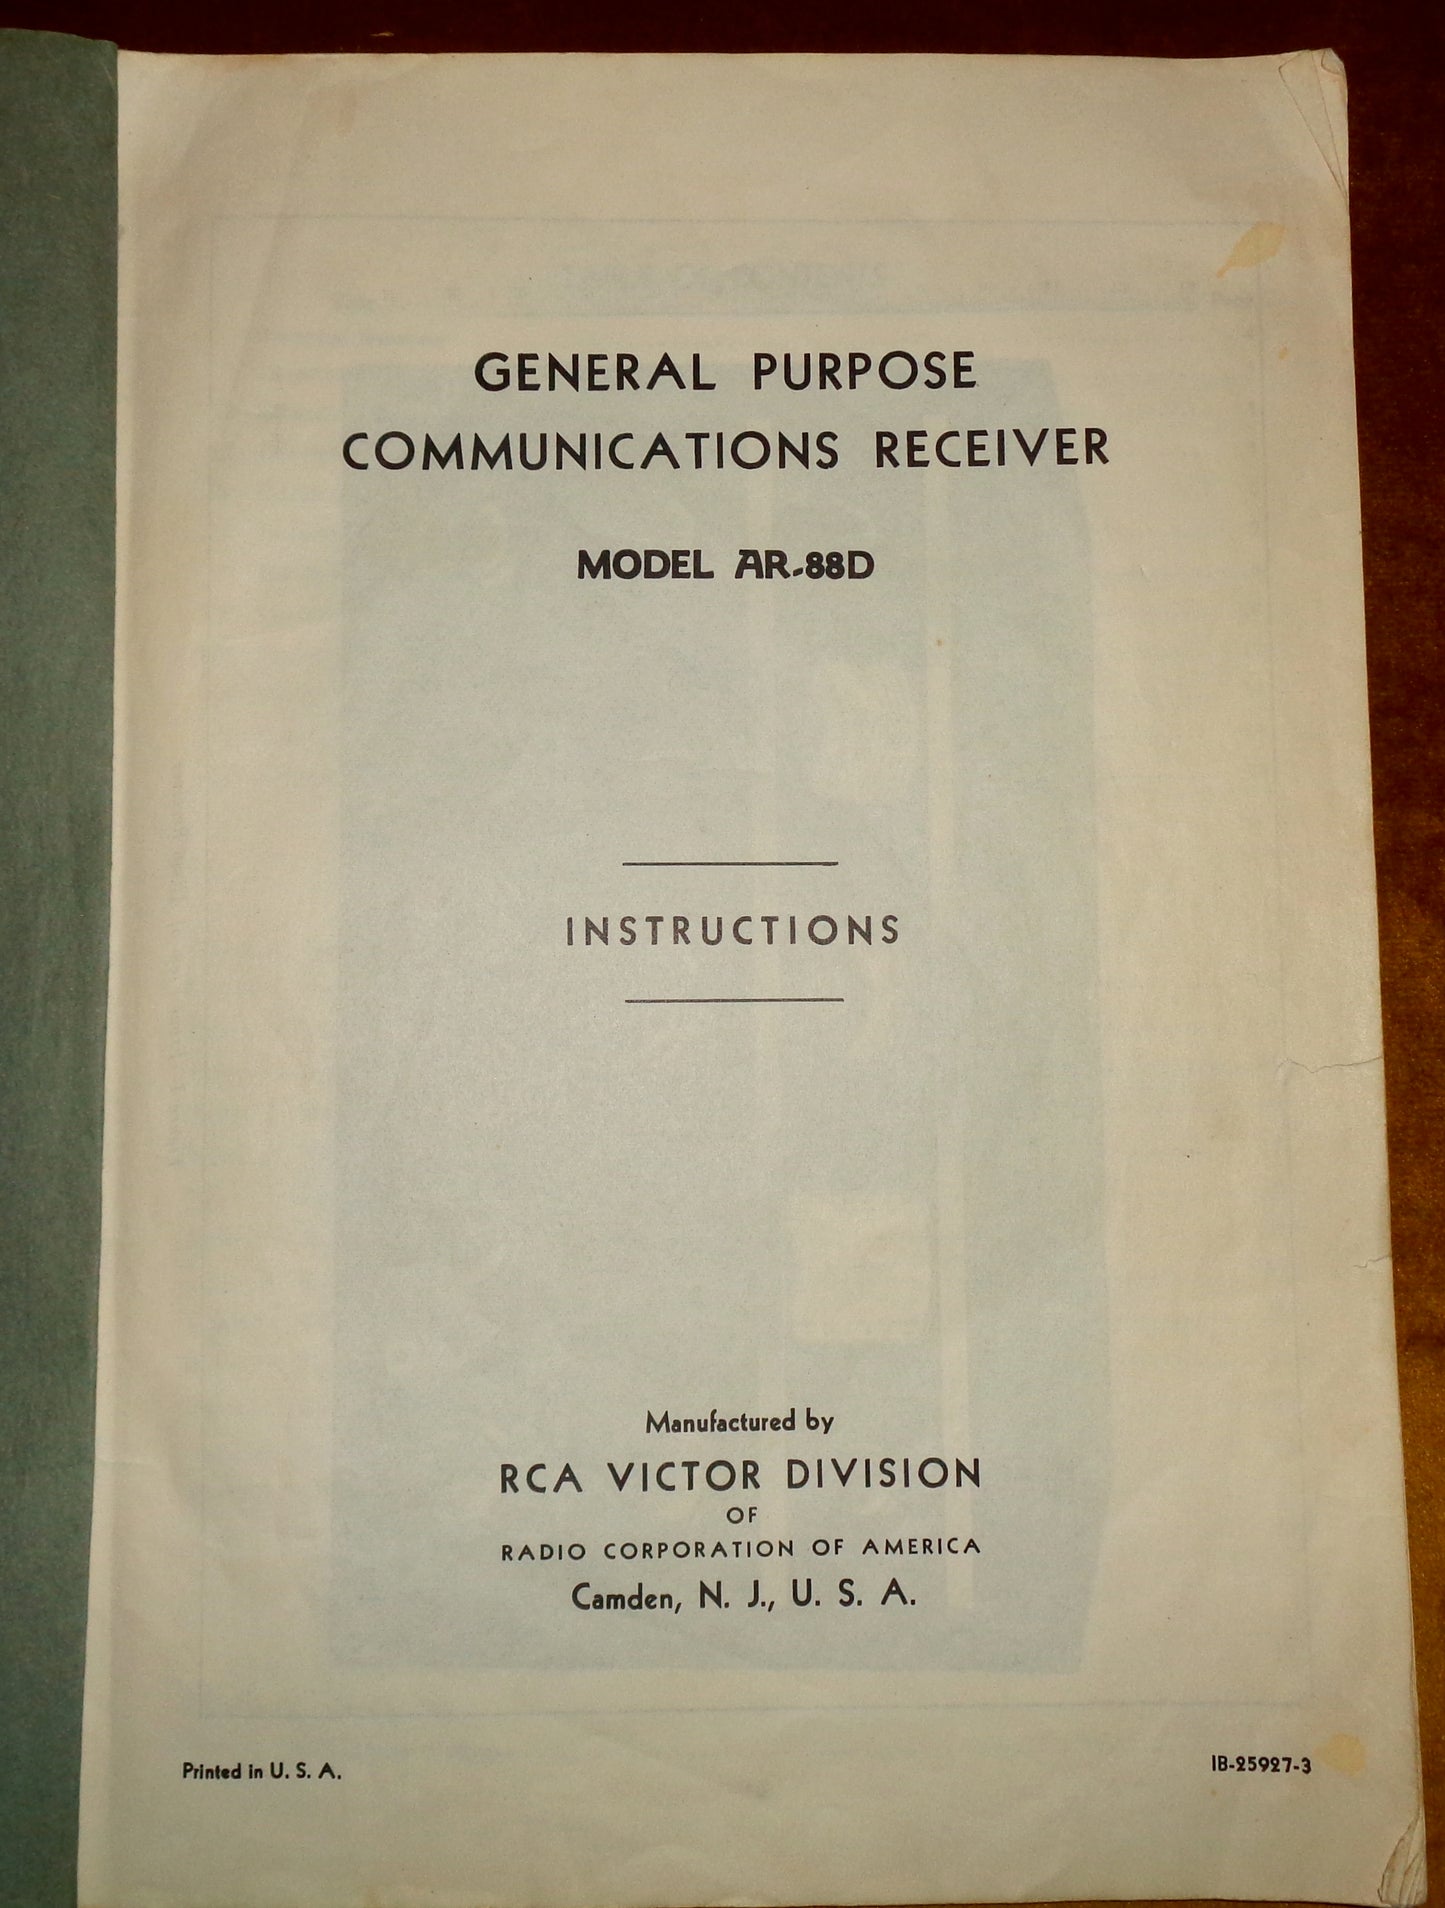 GENERAL PURPOSE
COMMUNICATIONS RECEIVER
MODEL AR-88D
INSTRUCTIONS
Manufactured by
RCA VICTOR DIVISION
OF
RADIO CORPORATION OF AMERICA
Camden, N. J., U. S. A.
Printed in U. S. A.
IB-25927-3